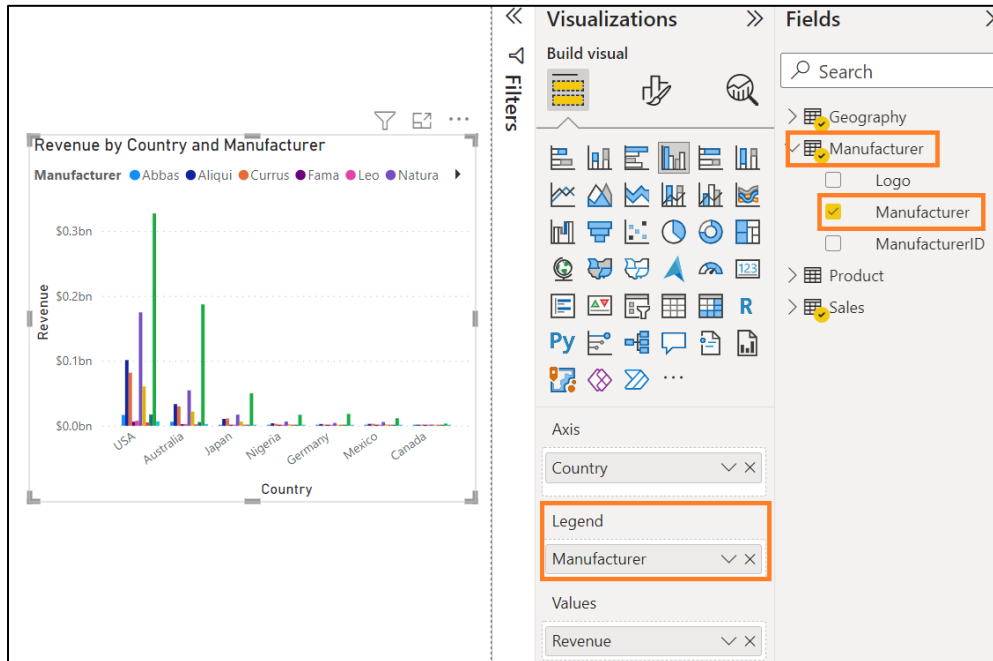 Revenue by Country and Manufacturer
Manufacturer Abbas Aliqui Currus Fama Leo Natura
$0.3bn
$0.2bn
$0.1bn
$0.0bn
Revenue
USA Australia Japan Nigeria Germany Mexico Canada
Country
Filters
Visualizations
Build visual
123
R
Py
Axis
Country
Legend
Manufacturer
Values
Revenue
Fields
Search
Geography
Manufacturer
Logo
Manufacturer
ManufacturerID
Product
Sales